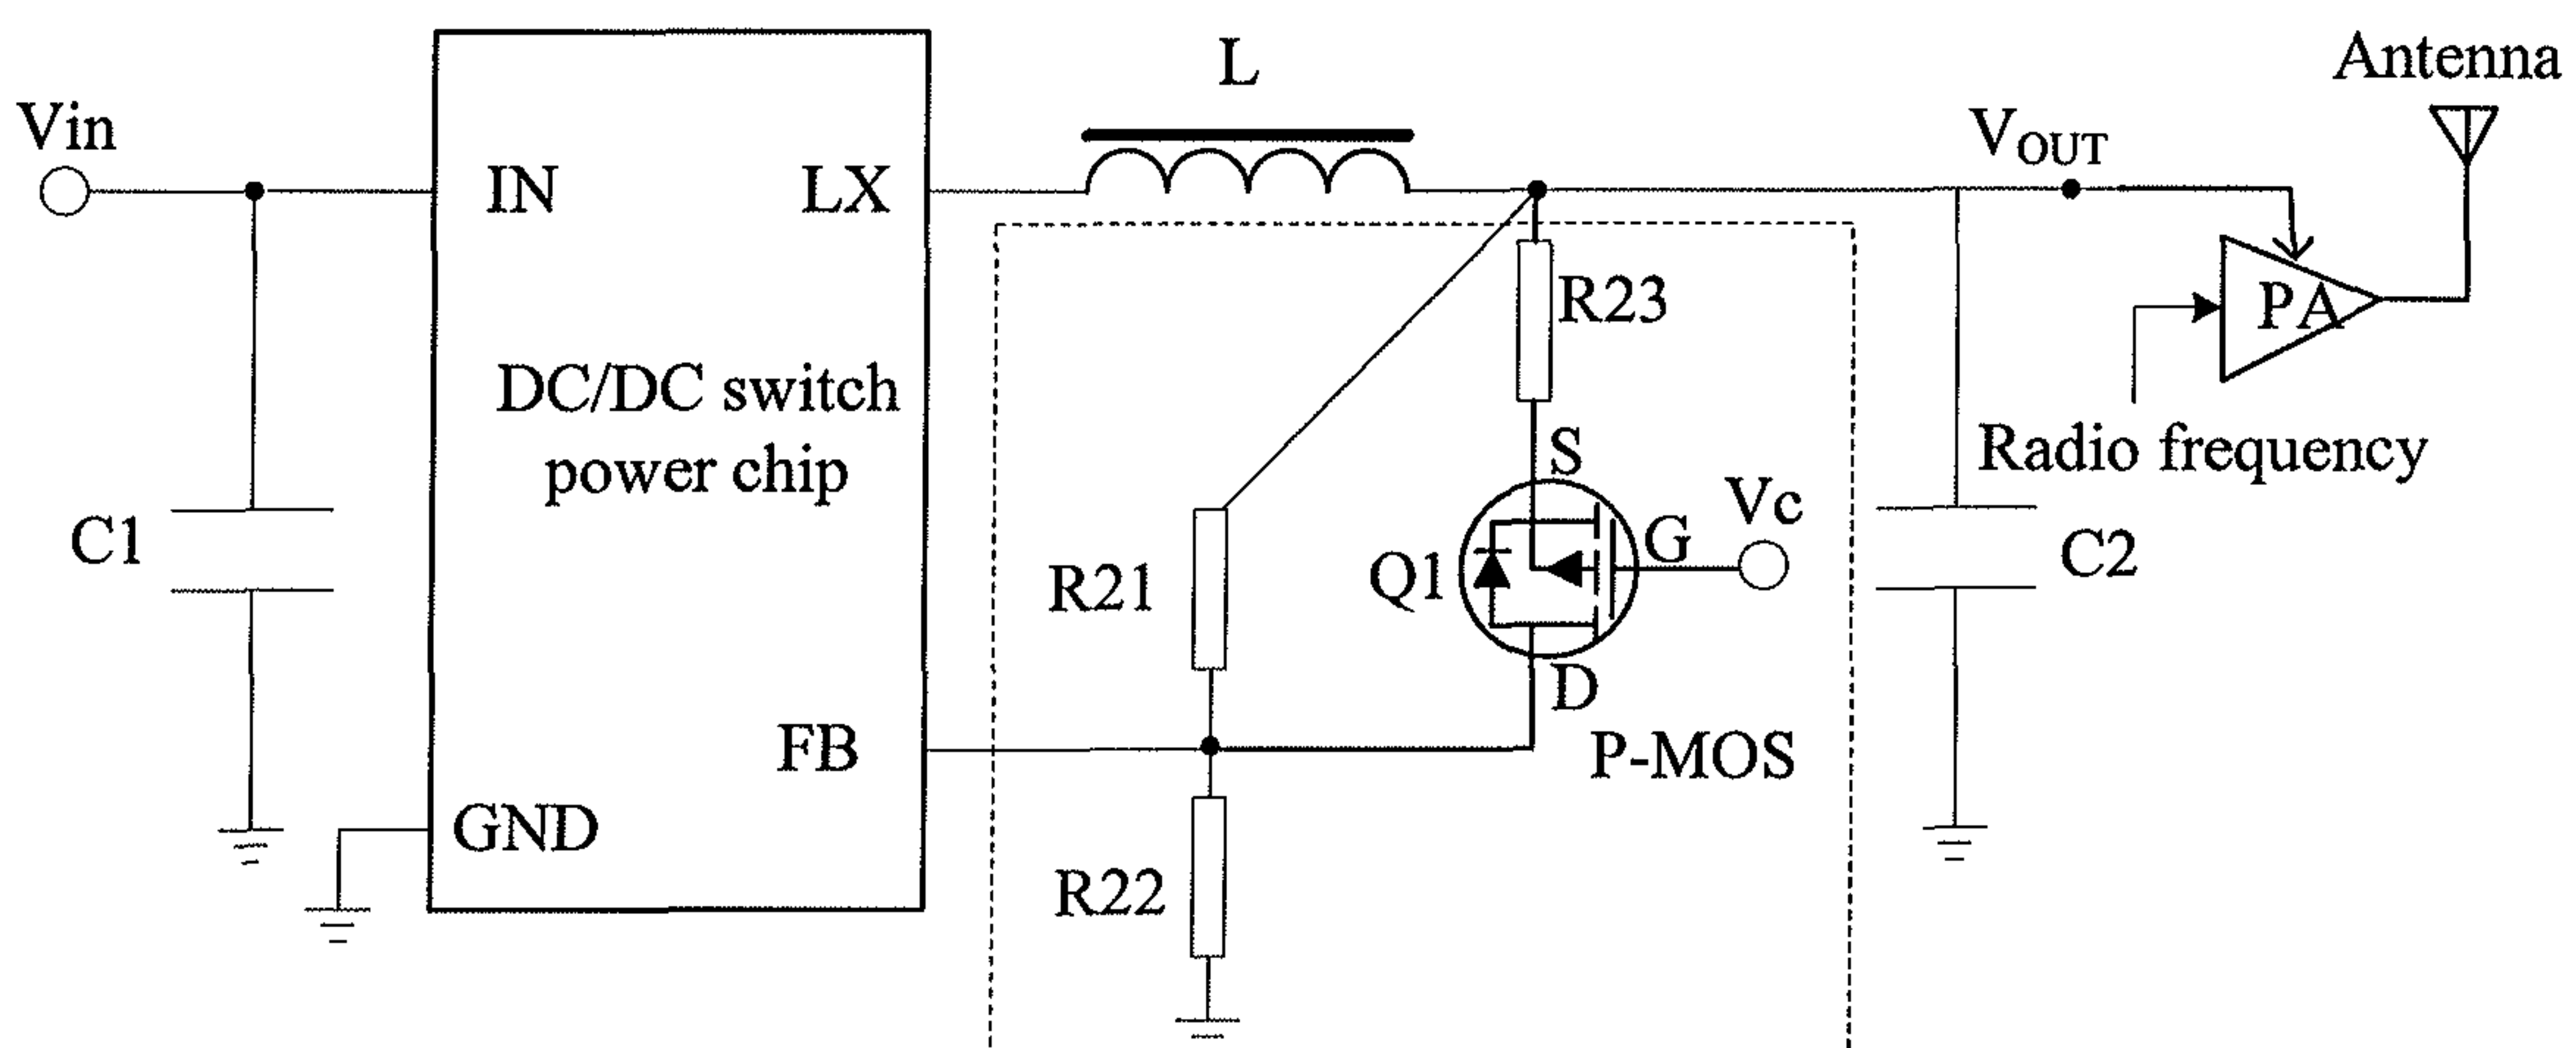 Antenna
L
Vin
VOUT
IN
LX
R23
PA
DC/DC switch
power chip
Radio frequency
S
Vc
C1
G
C2
Q1
R21
D
FB
P-MOS
GND
R22